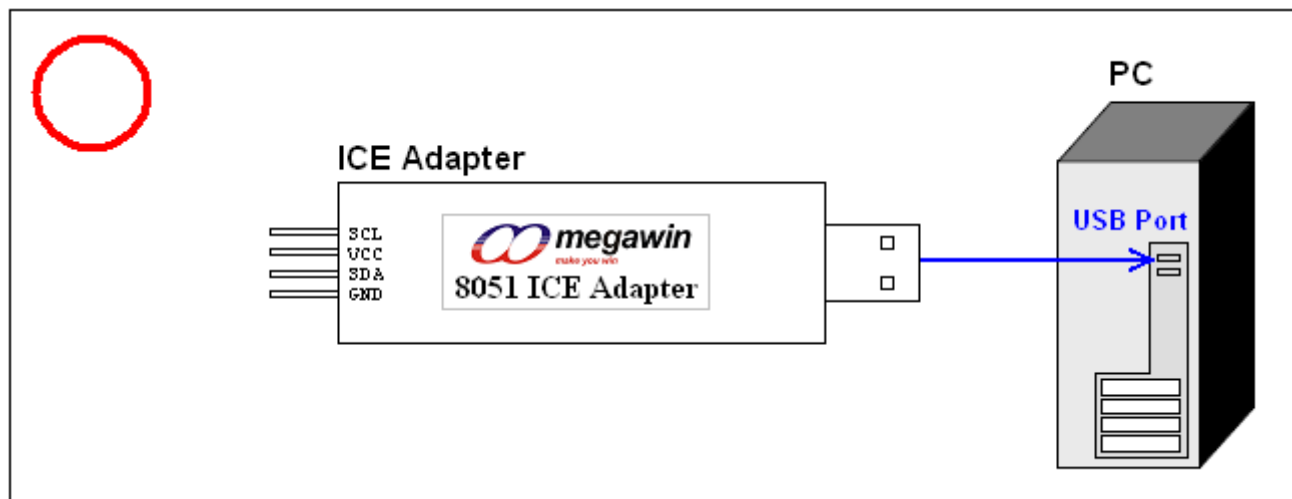 PC
ICE Adapter
USB Port
SCL
VCC
SDA
GND
megawin
make you win
8051 ICE Adapter